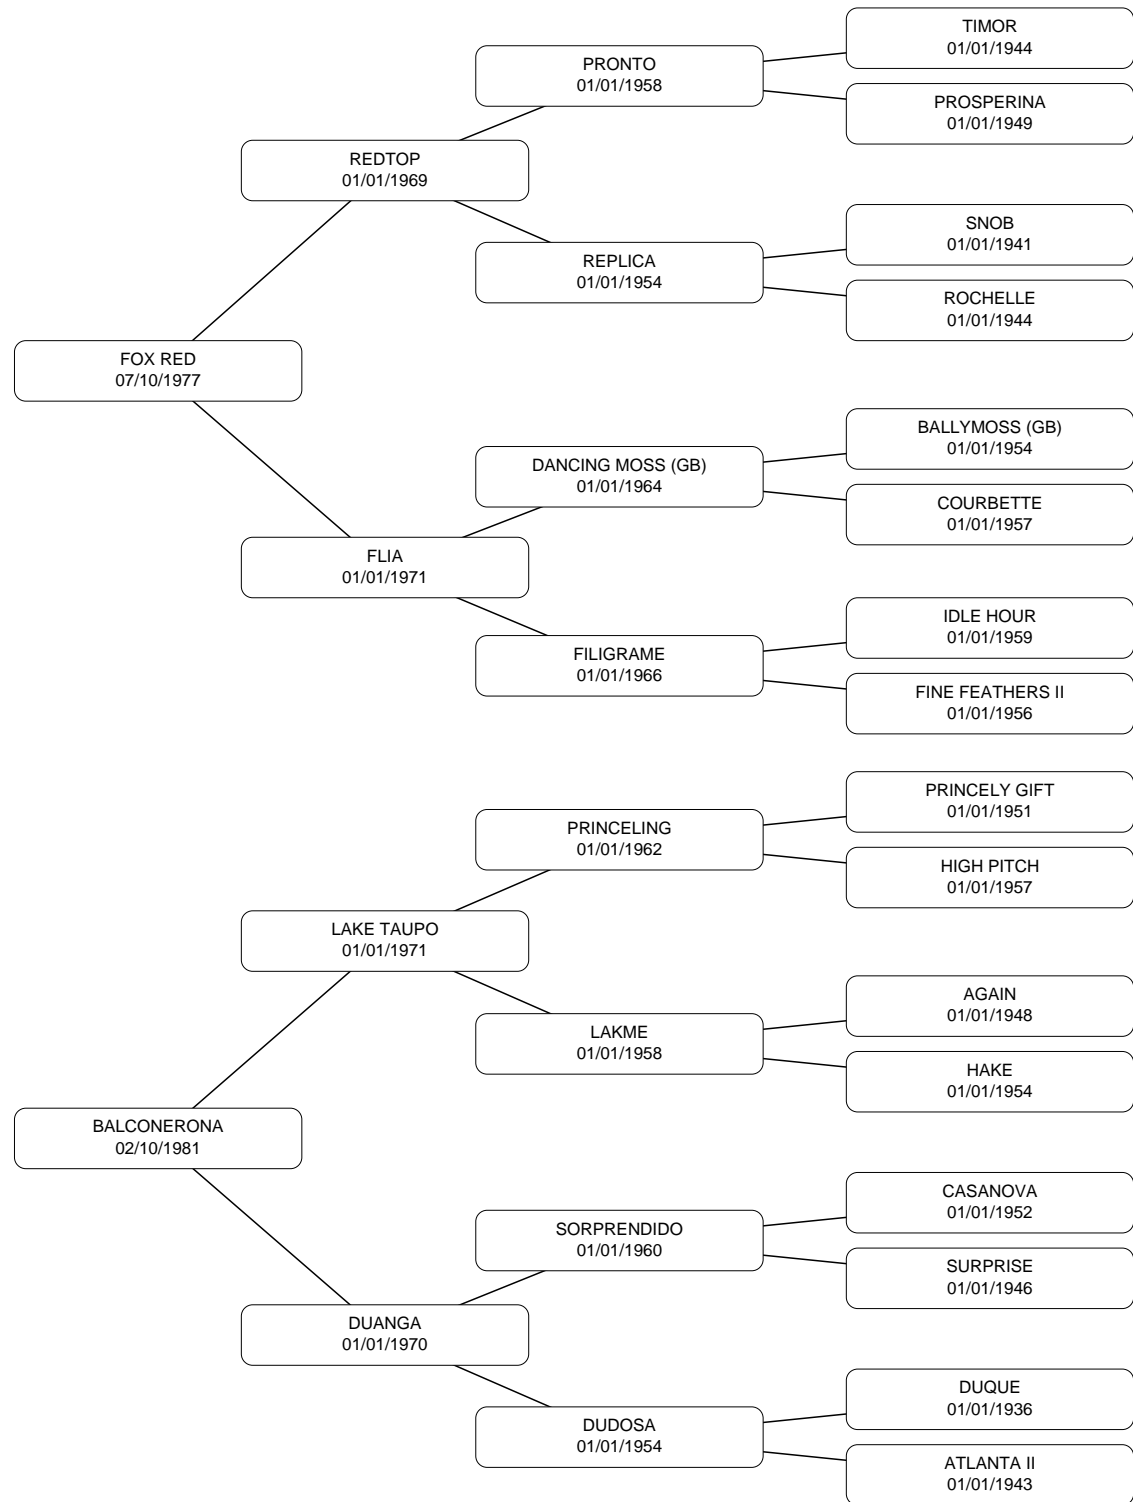 TIMOR
01/01/1944
PRONTO
01/01/1958
PROSPERINA
01/01/1949
REDTOP
01/01/1969
SNOB
01/01/1941
REPLICA
01/01/1954
ROCHELLE
01/01/1944
FOX RED
07/10/1977
BALLYMOSS (GB)
01/01/1954
DANCING MOSS (GB)
01/01/1964
COURBETTE
01/01/1957
FLIA
01/01/1971
IDLE HOUR
01/01/1959
FILIGRAME
01/01/1966
FINE FEATHERS II
01/01/1956
PRINCELY GIFT
01/01/1951
PRINCELING
01/01/1962
HIGH PITCH
01/01/1957
LAKE TAUPO
01/01/1971
AGAIN
01/01/1948
LAKME
01/01/1958
HAKE
01/01/1954
BALCONERONA
02/10/1981
CASANOVA
01/01/1952
SORPRENDIDO
01/01/1960
SURPRISE
01/01/1946
DUANGA
01/01/1970
DUQUE
01/01/1936
DUDOSA
01/01/1954
ATLANTA II
01/01/1943